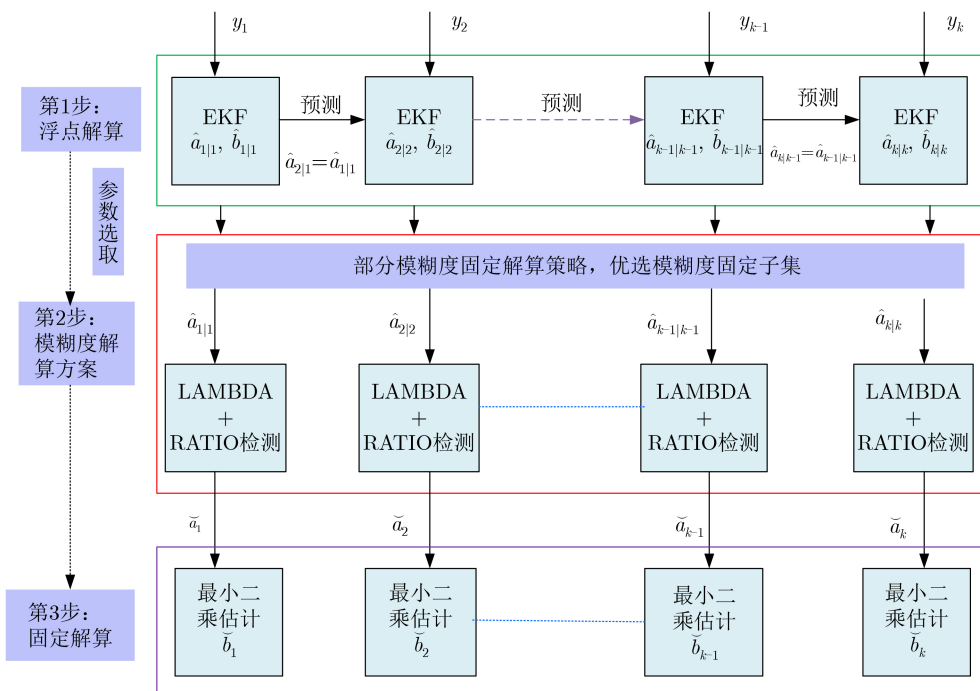 y₁
y₂
yₖ₋₁
yₖ
第1步：
浮点解算
EKF
â₁|₁, b̂₁|₁
预测
â₂|₁=â₁|₁
EKF
â₂|₂, b̂₂|₂
预测
EKF
âₖ₋₁|ₖ₋₁, b̂ₖ₋₁|ₖ₋₁
预测
âₖ|ₖ₋₁=âₖ₋₁|ₖ₋₁
EKF
âₖ|ₖ, b̂ₖ|ₖ
参数选取
部分模糊度固定解算策略，优选模糊度固定子集
第2步：
模糊度解
算方案
â₁|₁
â₂|₂
âₖ₋₁|ₖ₋₁
âₖ|ₖ
LAMBDA
+
RATIO检测
LAMBDA
+
RATIO检测
LAMBDA
+
RATIO检测
LAMBDA
+
RATIO检测
ă₁
ă₂
ăₖ₋₁
ăₖ
第3步：
固定解算
最小二
乘估计
b̆₁
最小二
乘估计
b̆₂
最小二
乘估计
b̆ₖ₋₁
最小二
乘估计
b̆ₖ